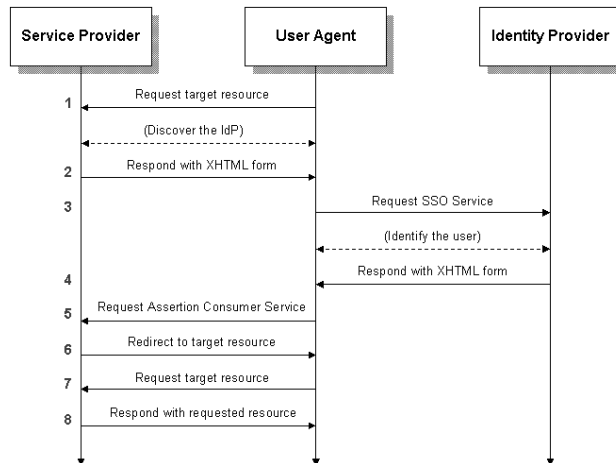 Service Provider
User Agent
Identity Provider
1
Request target resource
(Discover the IdP)
2
Respond with XHTML form
3
Request SSO Service
(Identify the user)
4
Respond with XHTML form
5
Request Assertion Consumer Service
6
Redirect to target resource
7
Request target resource
8
Respond with requested resource